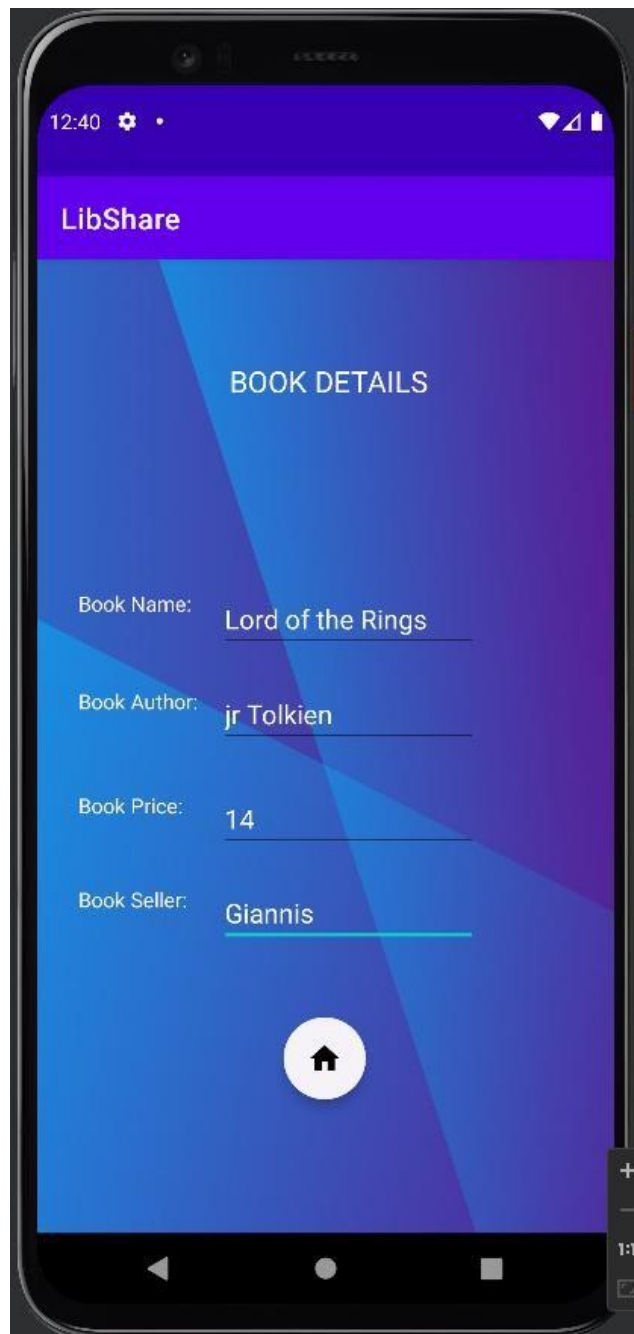 12:40
LibShare
BOOK DETAILS
Book Name:
Lord of the Rings
Book Author:
jr Tolkien
Book Price:
14
Book Seller:
Giannis